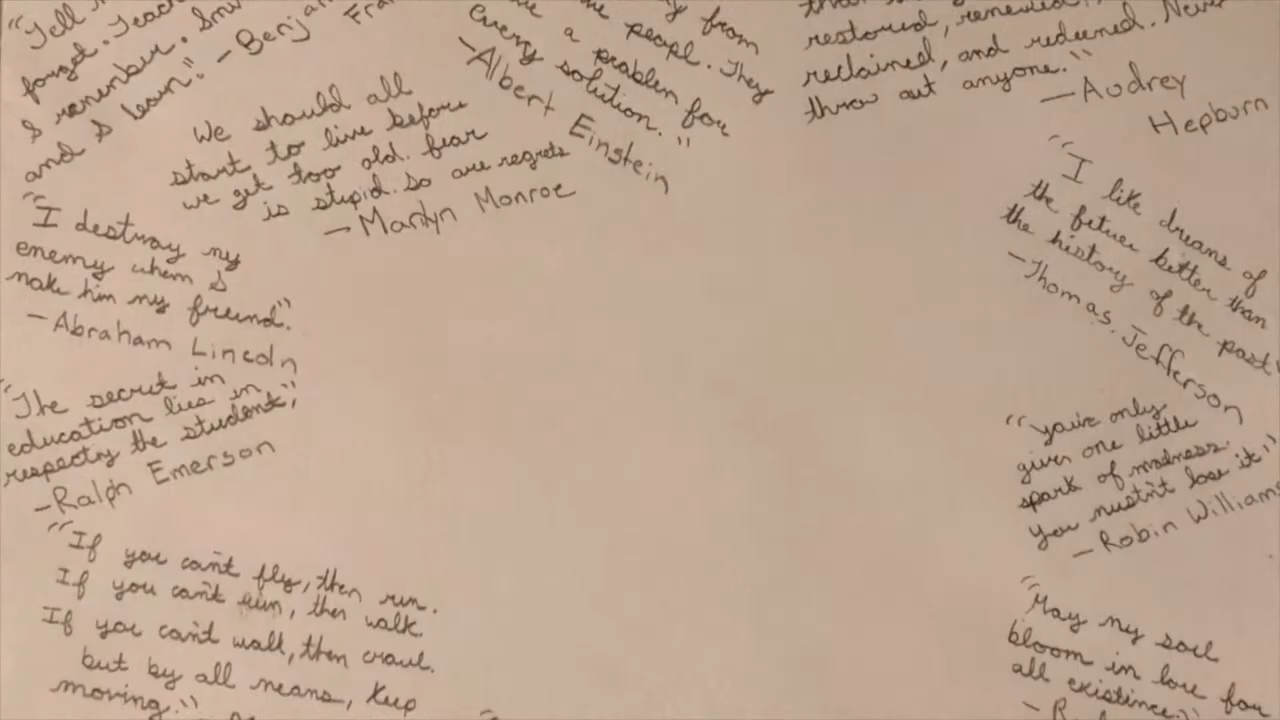 "Tell
forget. Teach
I remember.
and I learn." - Benja
Fra
We should all
start to live before
we get too old. fear
is stupid. So are regrets
- Marilyn Monroe
from
people. They
a problem for
every solution."
- Albert Einstein
restored, renewed,
reclaimed, and redeemed. Never
throw out anyone."
- Audrey
Hepburn
"I destroy my
enemy when I
make him my friend."
- Abraham Lincoln
"I like dreams of
the future better than
the history of the past"
- Thomas Jefferson
"The secret in
education lies in
respecting the student,"
- Ralph Emerson
"You're only
given one little
spark of madness.
you mustn't lose it"
- Robin Williams
"If you can't fly, then run.
If you can't run, then walk.
If you can't walk, then crawl.
but by all means, keep
moving."
"May my soul
bloom in love for
all existence."
- R